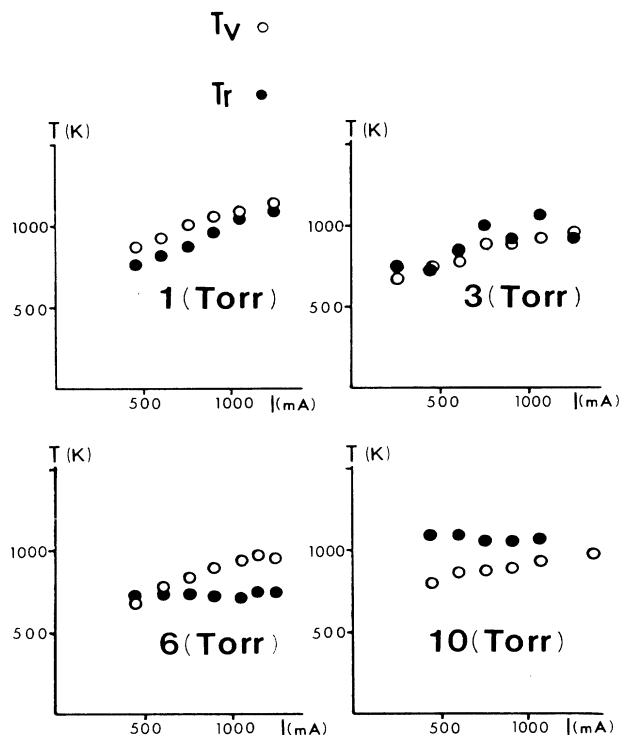 Tv
Tr
T (K)
1000
500
1 (Torr)
500 1000 I(mA)
T (K)
1000
500
3 (Torr)
500 1000 I(mA)
T (K)
1000
500
6 (Torr)
500 1000 I(mA)
T (K)
1000
500
10 (Torr)
500 1000 I(mA)